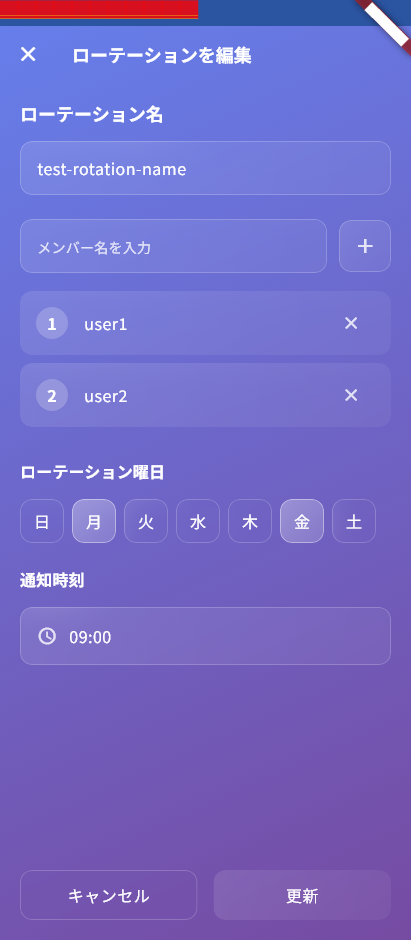 ローテーションを編集
ローテーション名
test-rotation-name
メンバー名を入力
1 user1
2 user2
ローテーション曜日
日 月 火 水 木 金 土
通知時刻
09:00
キャンセル 更新